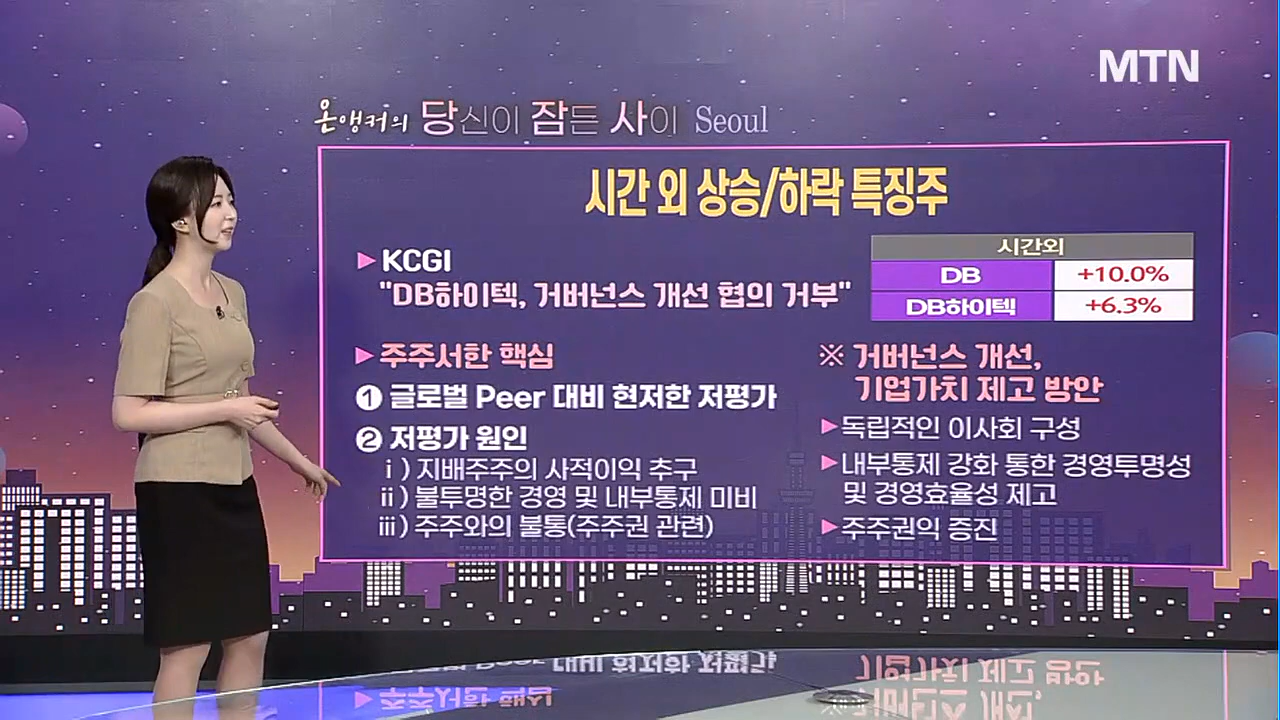 MTN
온앵커의 당신이 잠든 사이 Seoul
시간 외 상승/하락 특징주
▶ KCGI
"DB하이텍, 거버넌스 개선 협의 거부"
시간외
DB +10.0%
DB하이텍 +6.3%
▶ 주주서한 핵심
① 글로벌 Peer 대비 현저한 저평가
② 저평가 원인
ⅰ) 지배주주의 사적이익 추구
ⅱ) 불투명한 경영 및 내부통제 미비
ⅲ) 주주와의 불통(주주권 관련)
※ 거버넌스 개선,
기업가치 제고 방안
▶독립적인 이사회 구성
▶내부통제 강화 통한 경영투명성
및 경영효율성 제고
▶주주권익 증진